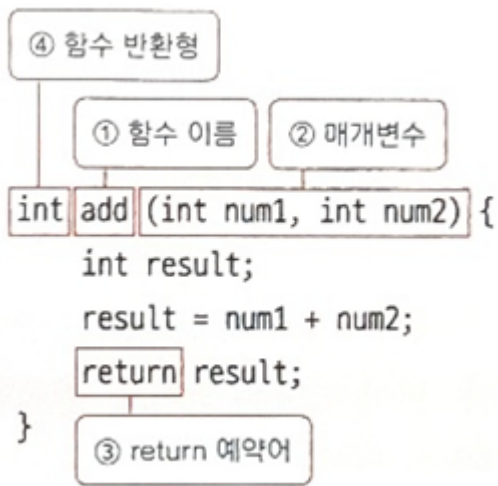 ④ 함수 반환형
① 함수 이름
② 매개변수
int add (int num1, int num2) {
int result;
result = num1 + num2;
return result;
}
③ return 예약어